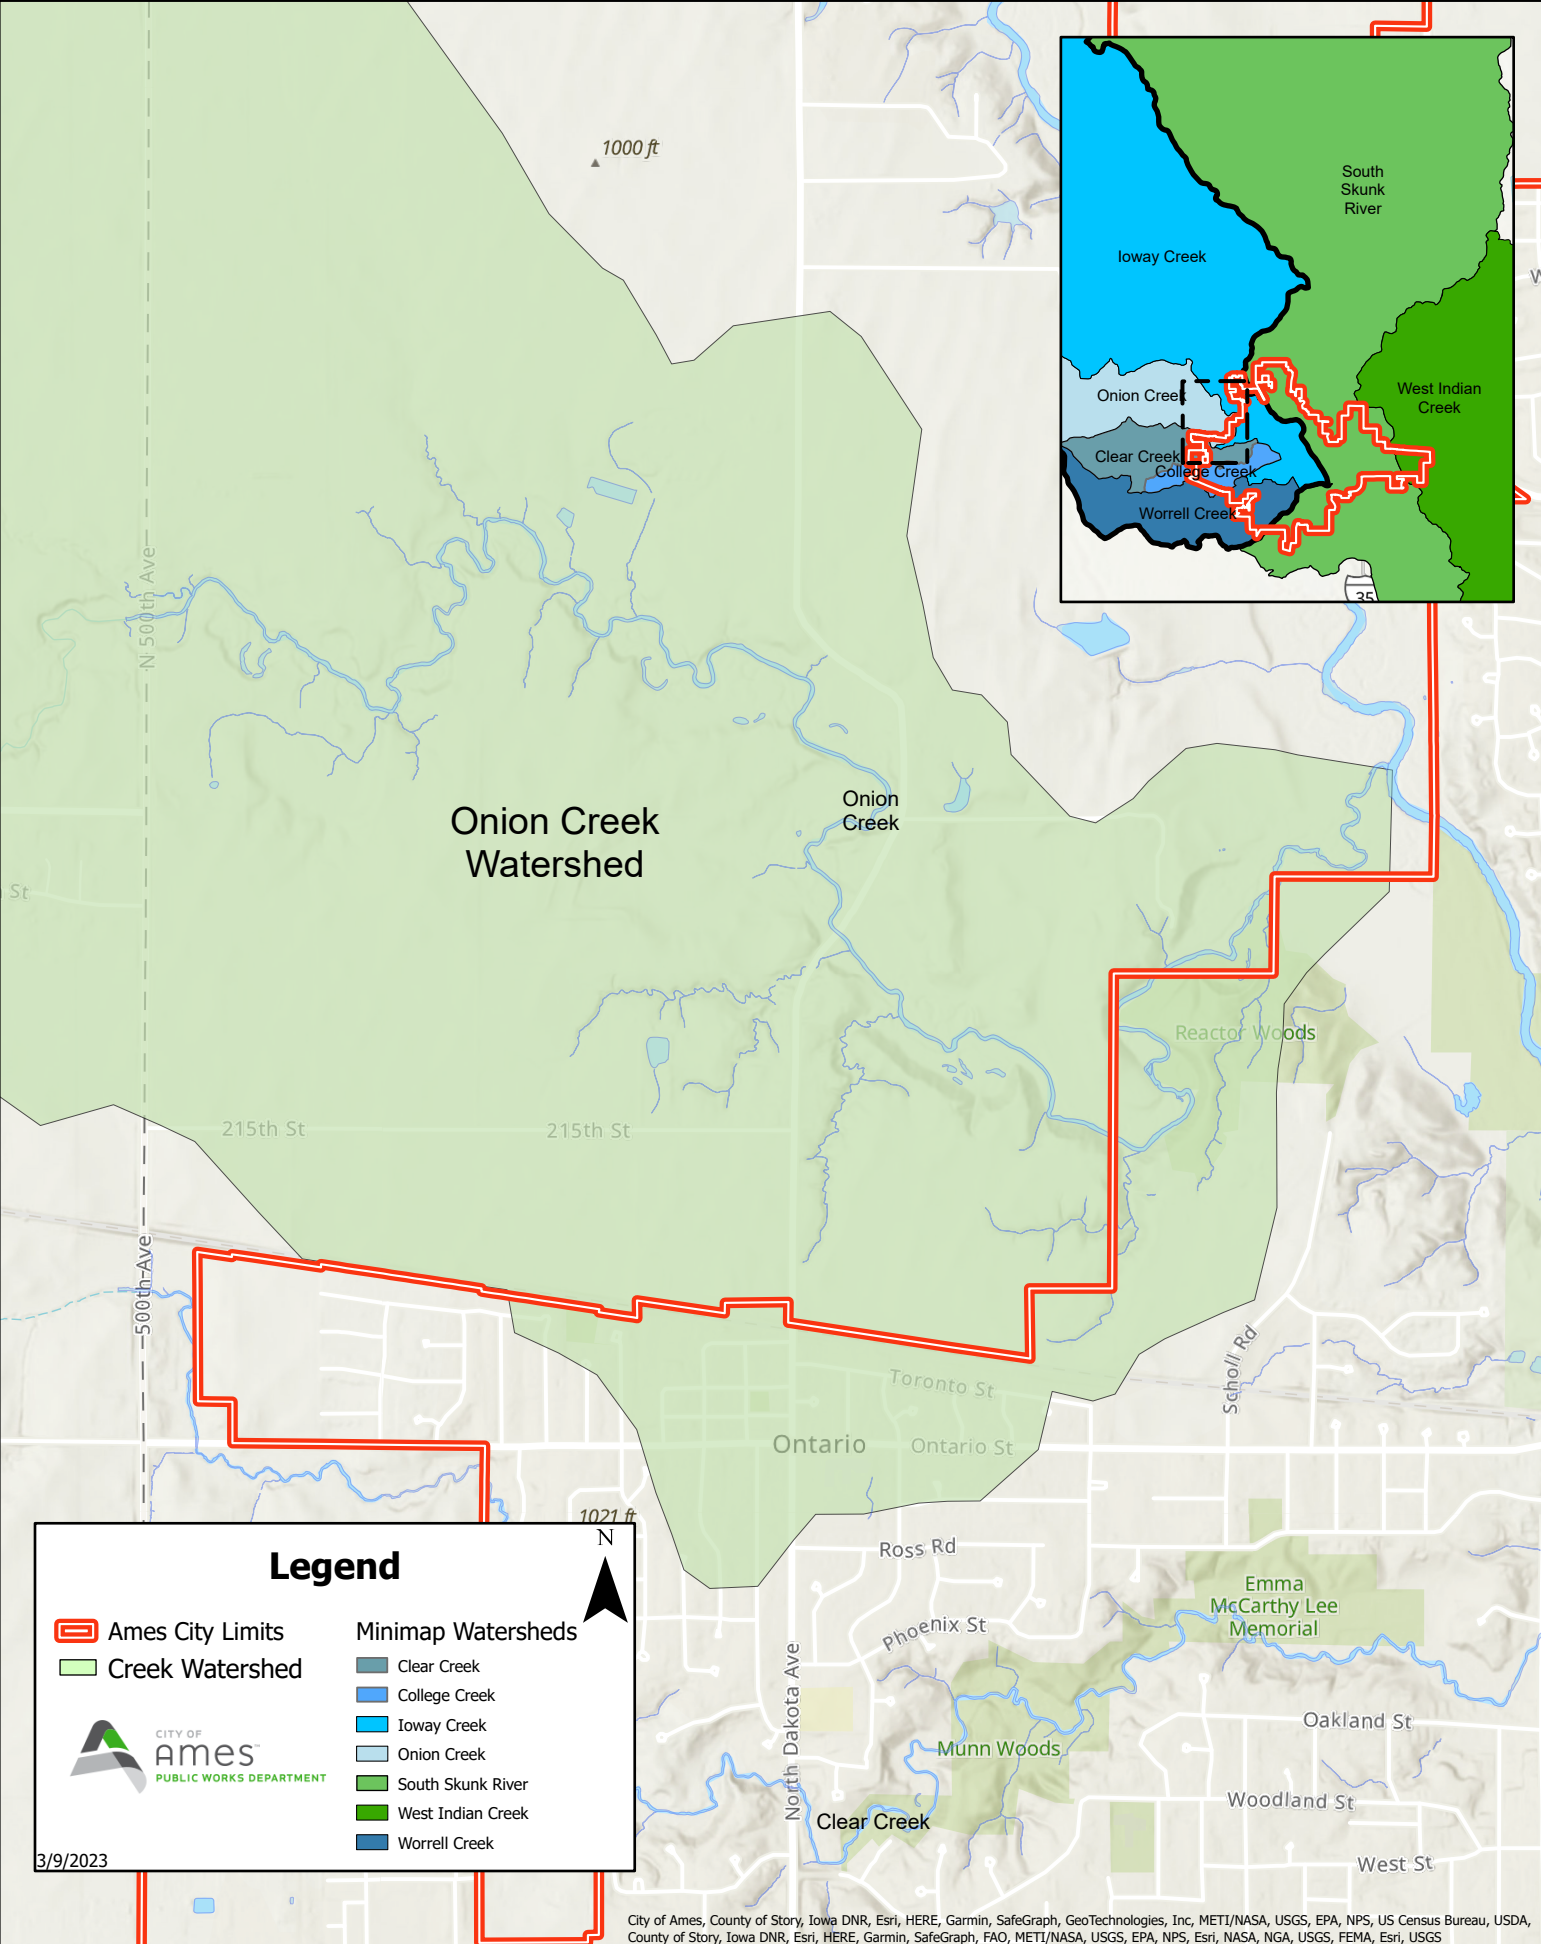 1000 ft
South
Skunk
River
Ioway Creek
West Indian
Creek
Onion Creek
Clear Creek
College Creek
Worrell Creek
35
N 500th Ave
Onion
Creek
Onion Creek
Watershed
St
Reactor Woods
215th St
215th St
500th Ave
Scholl Rd
Toronto St
Ontario
Ontario St
1021 ft
Ross Rd
Emma
McCarthy Lee
Memorial
Phoenix St
North Dakota Ave
Oakland St
Munn Woods
Woodland St
Clear Creek
West St
Legend
N
Ames City Limits
Creek Watershed
Minimap Watersheds
Clear Creek
College Creek
Ioway Creek
Onion Creek
South Skunk River
West Indian Creek
Worrell Creek
CITY OF
Ames™
PUBLIC WORKS DEPARTMENT
3/9/2023
City of Ames, County of Story, Iowa DNR, Esri, HERE, Garmin, SafeGraph, GeoTechnologies, Inc, METI/NASA, USGS, EPA, NPS, US Census Bureau, USDA,
County of Story, Iowa DNR, Esri, HERE, Garmin, SafeGraph, FAO, METI/NASA, USGS, EPA, NPS, Esri, NASA, NGA, USGS, FEMA, Esri, USGS